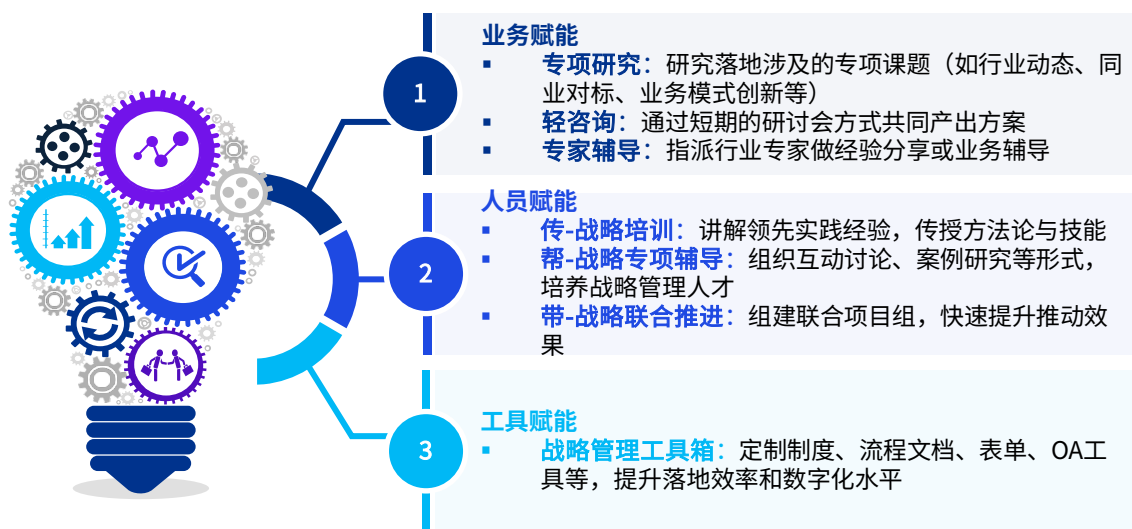 1
业务赋能
▪ 专项研究：研究落地涉及的专项课题（如行业动态、同
业对标、业务模式创新等）
▪ 轻咨询：通过短期的研讨会方式共同产出方案
▪ 专家辅导：指派行业专家做经验分享或业务辅导
2
人员赋能
▪ 传-战略培训：讲解领先实践经验，传授方法论与技能
▪ 帮-战略专项辅导：组织互动讨论、案例研究等形式，
培养战略管理人才
▪ 带-战略联合推进：组建联合项目组，快速提升推动效
果
3
工具赋能
▪ 战略管理工具箱：定制制度、流程文档、表单、OA工
具等，提升落地效率和数字化水平